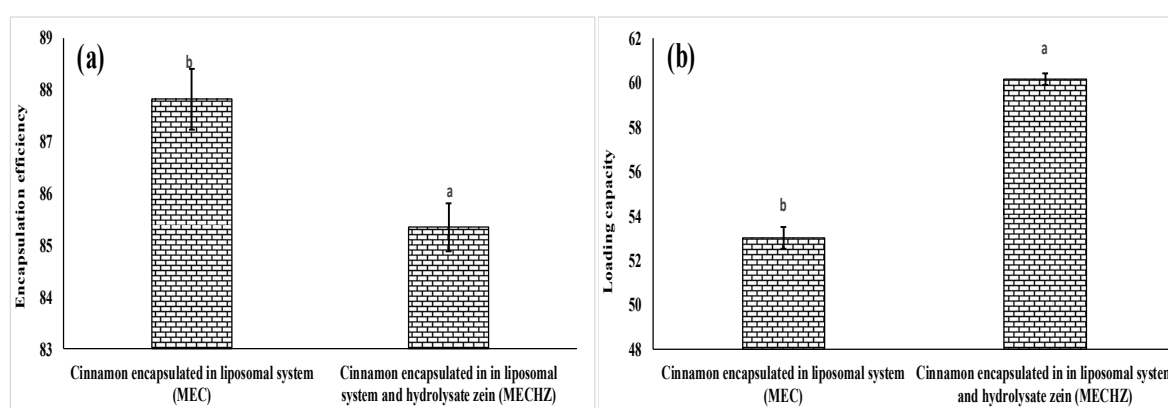 (a)
Encapsulation efficiency
89
88
87
86
85
84
83
b
a
Cinnamon encapsulated in liposomal system
(MEC)
Cinnamon encapsulated in in liposomal
system and hydrolysate zein (MECHZ)
(b)
Loading capacity
62
60
58
56
54
52
50
48
b
a
Cinnamon encapsulated in liposomal system
(MEC)
Cinnamon encapsulated in in liposomal system
and hydrolysate zein (MECHZ)